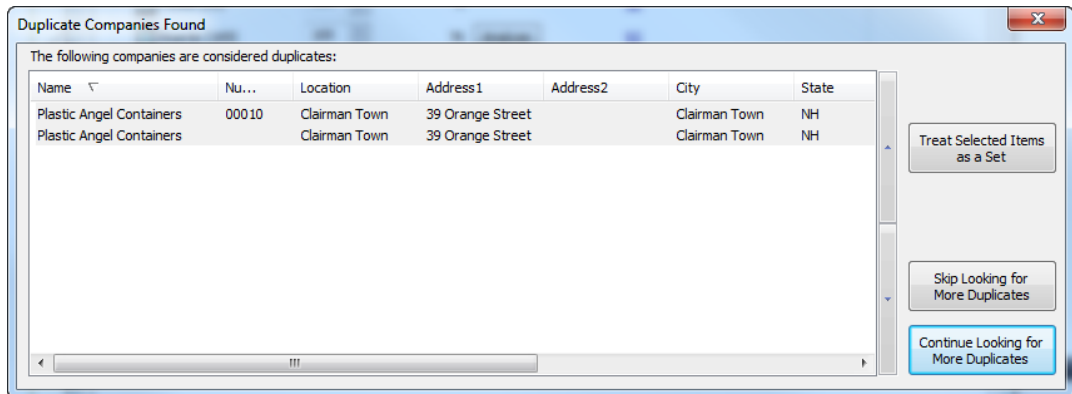 Duplicate Companies Found
The following companies are considered duplicates:
Name Nu... Location Address1 Address2 City State
Plastic Angel Containers 00010 Clairman Town 39 Orange Street Clairman Town NH
Plastic Angel Containers Clairman Town 39 Orange Street Clairman Town NH
Treat Selected Items
as a Set
Skip Looking for
More Duplicates
Continue Looking for
More Duplicates